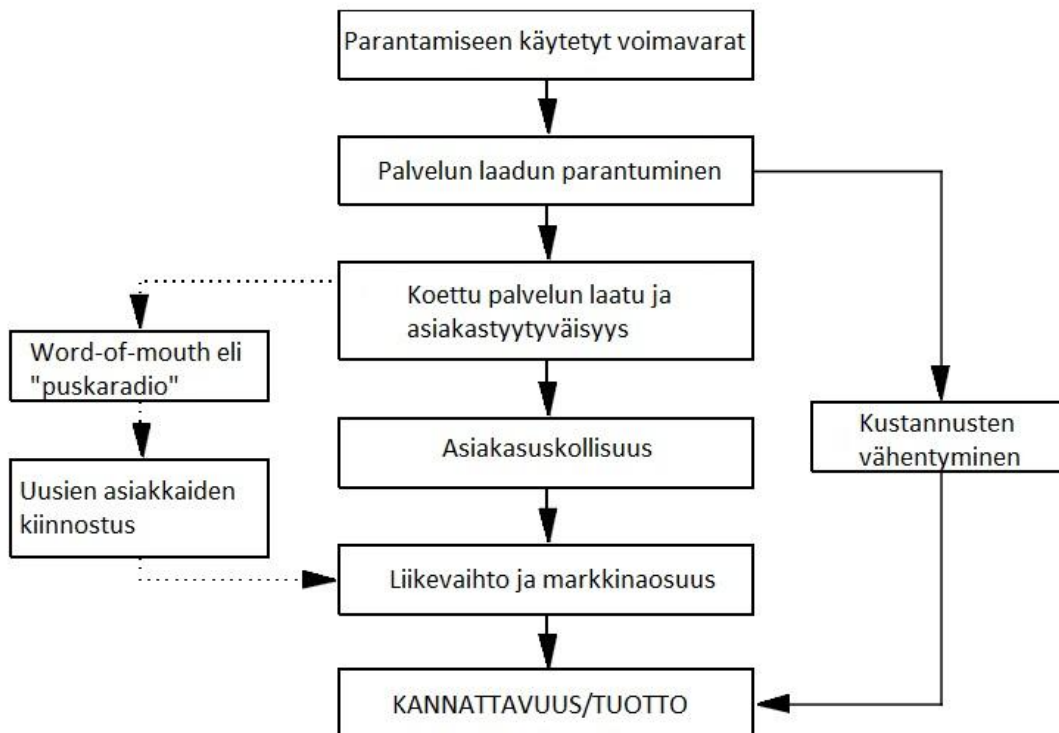 Parantamiseen käytetyt voimavarat
Palvelun laadun parantuminen
Koettu palvelun laatu ja
asiakastyytyväisyys
Word-of-mouth eli
"puskaradio"
Asiakasuskollisuus
Kustannusten
vähentyminen
Uusien asiakkaiden
kiinnostus
Liikevaihto ja markkinaosuus
KANNATTAVUUS/TUOTTO